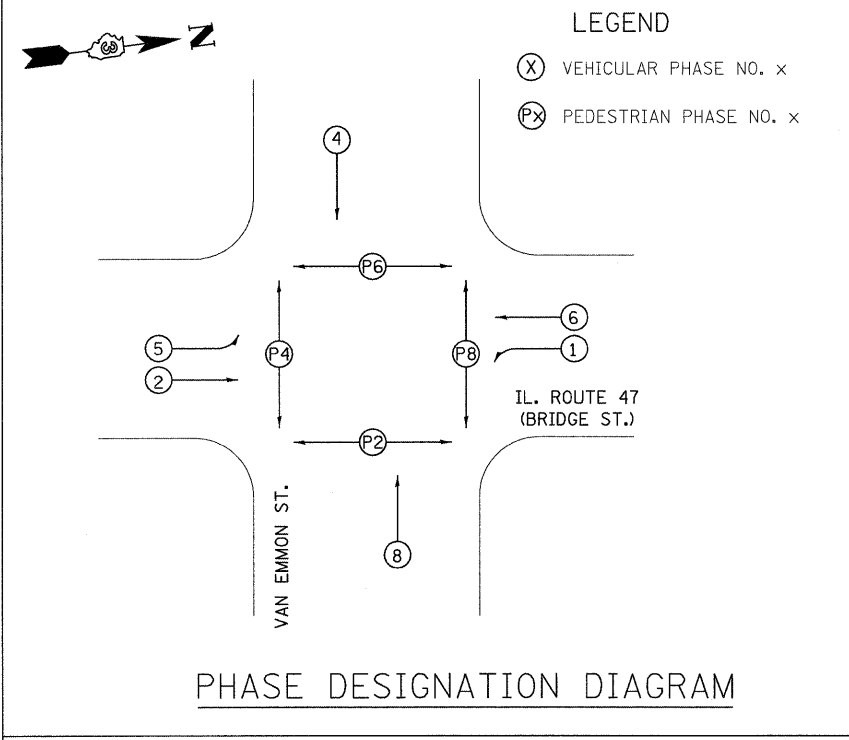 N
LEGEND
X VEHICULAR PHASE NO. x
Px PEDESTRIAN PHASE NO. x
4
P6
6
5
P4
P8
1
2
IL. ROUTE 47
(BRIDGE ST.)
P2
VAN EMMON ST.
8
PHASE DESIGNATION DIAGRAM